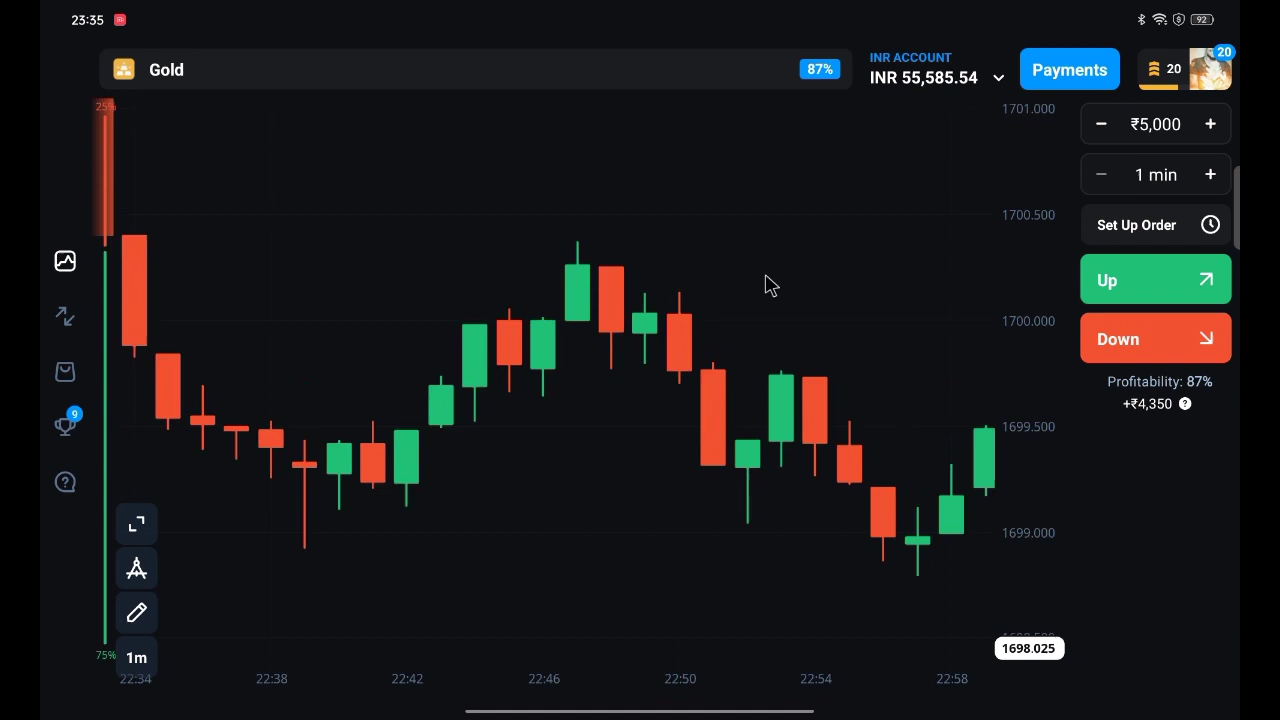 23:35
92
Gold
87%
INR ACCOUNT
INR 55,585.54
Payments
20
20
25%
1701.000
1700.500
1700.000
1699.500
1699.000
1698.025
₹5,000
1 min
Set Up Order
Up
Down
Profitability: 87%
+₹4,350 ?
9
75%
1m
22:34
22:38
22:42
22:46
22:50
22:54
22:58